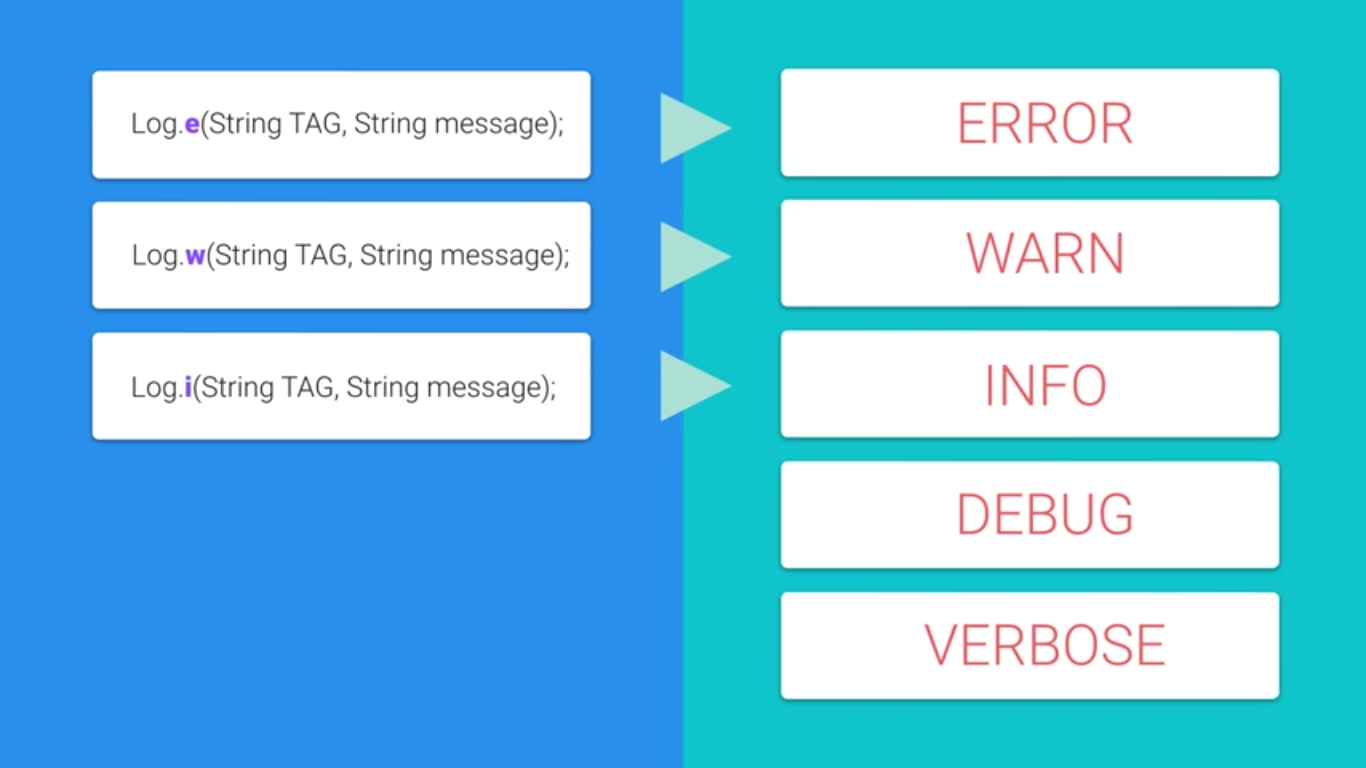 Log.e(String TAG, String message);
ERROR
Log.w(String TAG, String message);
WARN
Log.i(String TAG, String message);
INFO
DEBUG
VERBOSE